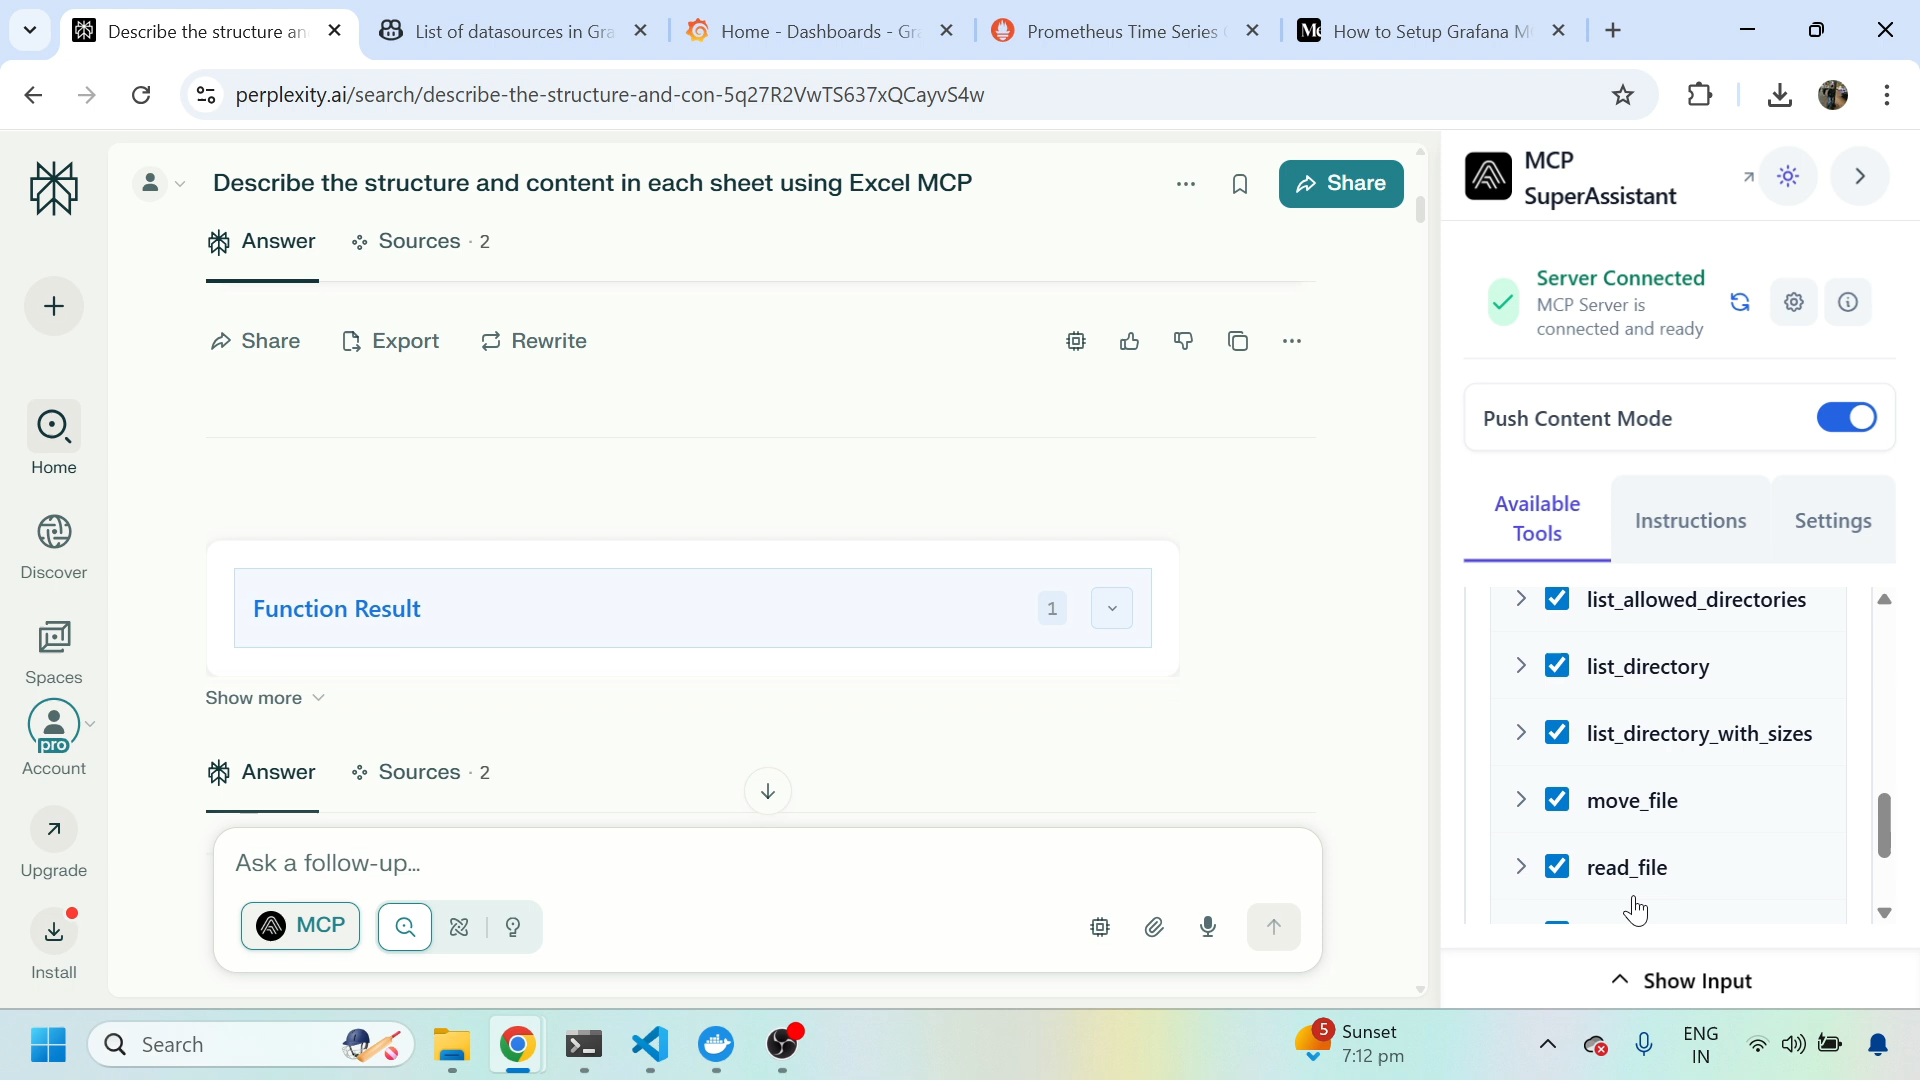 Describe the structure an
List of datasources in Gra
Home - Dashboards - Gra
Prometheus Time Series C
How to Setup Grafana M
perplexity.ai/search/describe-the-structure-and-con-5q27R2VwTS637xQCayvS4w
Describe the structure and content in each sheet using Excel MCP
Share
Answer
Sources · 2
Share
Export
Rewrite
Function Result
1
Show more
Answer
Sources · 2
Ask a follow-up...
MCP
Home
Discover
Spaces
pro
Account
Upgrade
Install
MCP
SuperAssistant
Server Connected
MCP Server is
connected and ready
Push Content Mode
Available
Tools
Instructions
Settings
list_allowed_directories
list_directory
list_directory_with_sizes
move_file
read_file
Show Input
Search
5
Sunset
7:12 pm
ENG
IN